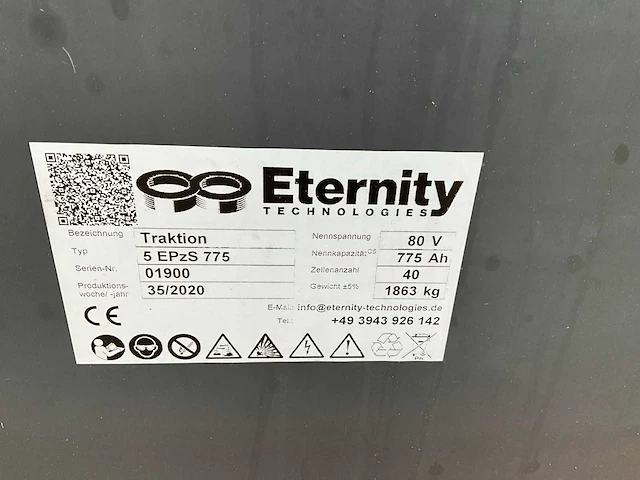 Eternity
TECHNOLOGIES
Bezeichnung Traktion Nennspannung 80 V
Typ 5 EPzS 775 Nennkapazität C5 775 Ah
Serien-Nr. 01900 Zellenanzahl 40
Produktions-
woche/ -jahr 35/2020 Gewicht ±5% 1863 kg
E-Mail: info@eternity-technologies.de
Tel.: +49 3943 926 142
CE
Pb